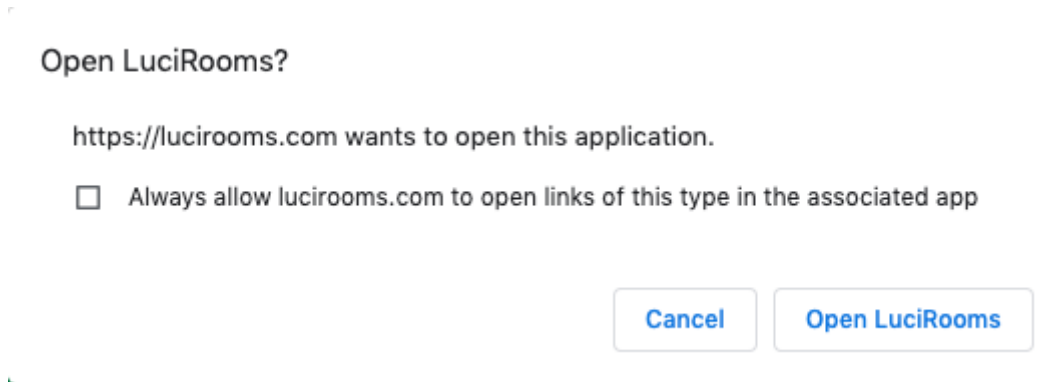 Open LuciRooms?
https://lucirooms.com wants to open this application.
Always allow lucirooms.com to open links of this type in the associated app
Cancel
Open LuciRooms